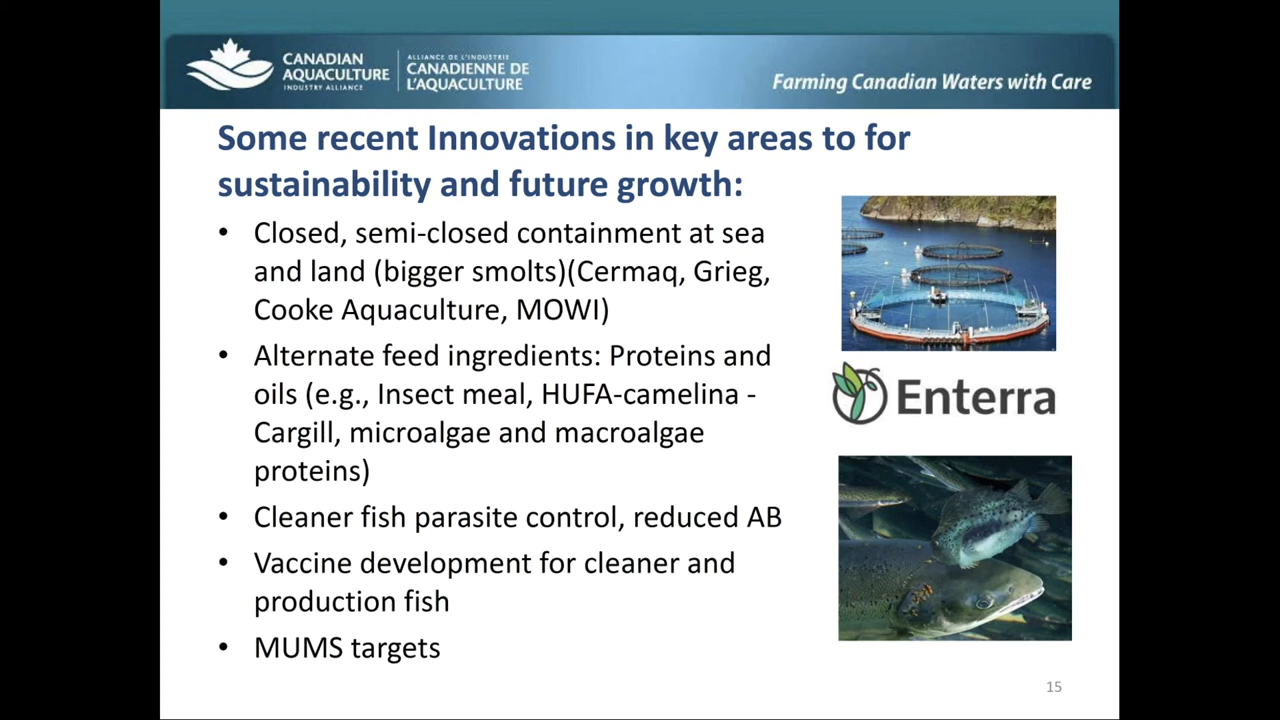 CANADIAN
AQUACULTURE
INDUSTRY ALLIANCE
ALLIANCE DE L'INDUSTRIE
CANADIENNE DE
L'AQUACULTURE
Farming Canadian Waters with Care
Some recent Innovations in key areas to for
sustainability and future growth:
• Closed, semi-closed containment at sea
and land (bigger smolts)(Cermaq, Grieg,
Cooke Aquaculture, MOWI)
• Alternate feed ingredients: Proteins and
oils (e.g., Insect meal, HUFA-camelina -
Cargill, microalgae and macroalgae
proteins)
• Cleaner fish parasite control, reduced AB
• Vaccine development for cleaner and
production fish
• MUMS targets
Enterra
15